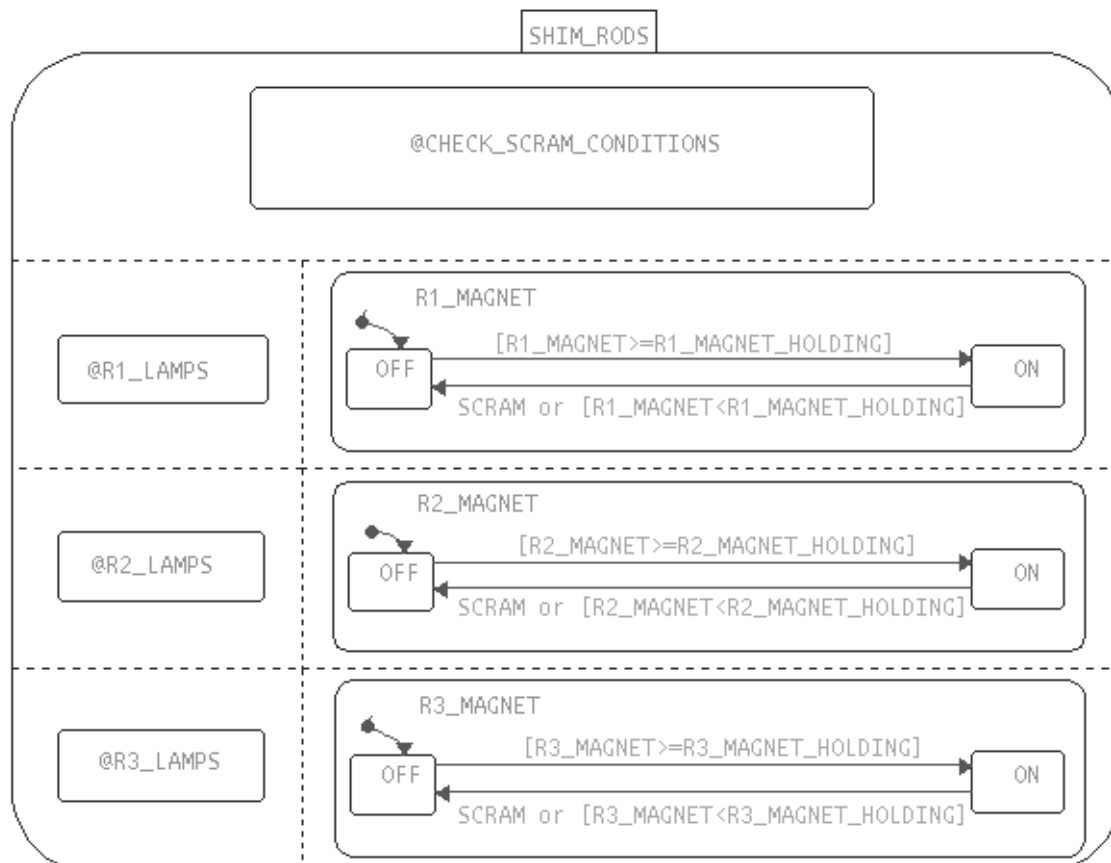 SHIM_RODS
@CHECK_SCRAM_CONDITIONS
@R1_LAMPS
R1_MAGNET
[R1_MAGNET>=R1_MAGNET_HOLDING]
OFF
ON
SCRAM or [R1_MAGNET<R1_MAGNET_HOLDING]
@R2_LAMPS
R2_MAGNET
[R2_MAGNET>=R2_MAGNET_HOLDING]
OFF
ON
SCRAM or [R2_MAGNET<R2_MAGNET_HOLDING]
@R3_LAMPS
R3_MAGNET
[R3_MAGNET>=R3_MAGNET_HOLDING]
OFF
ON
SCRAM or [R3_MAGNET<R3_MAGNET_HOLDING]